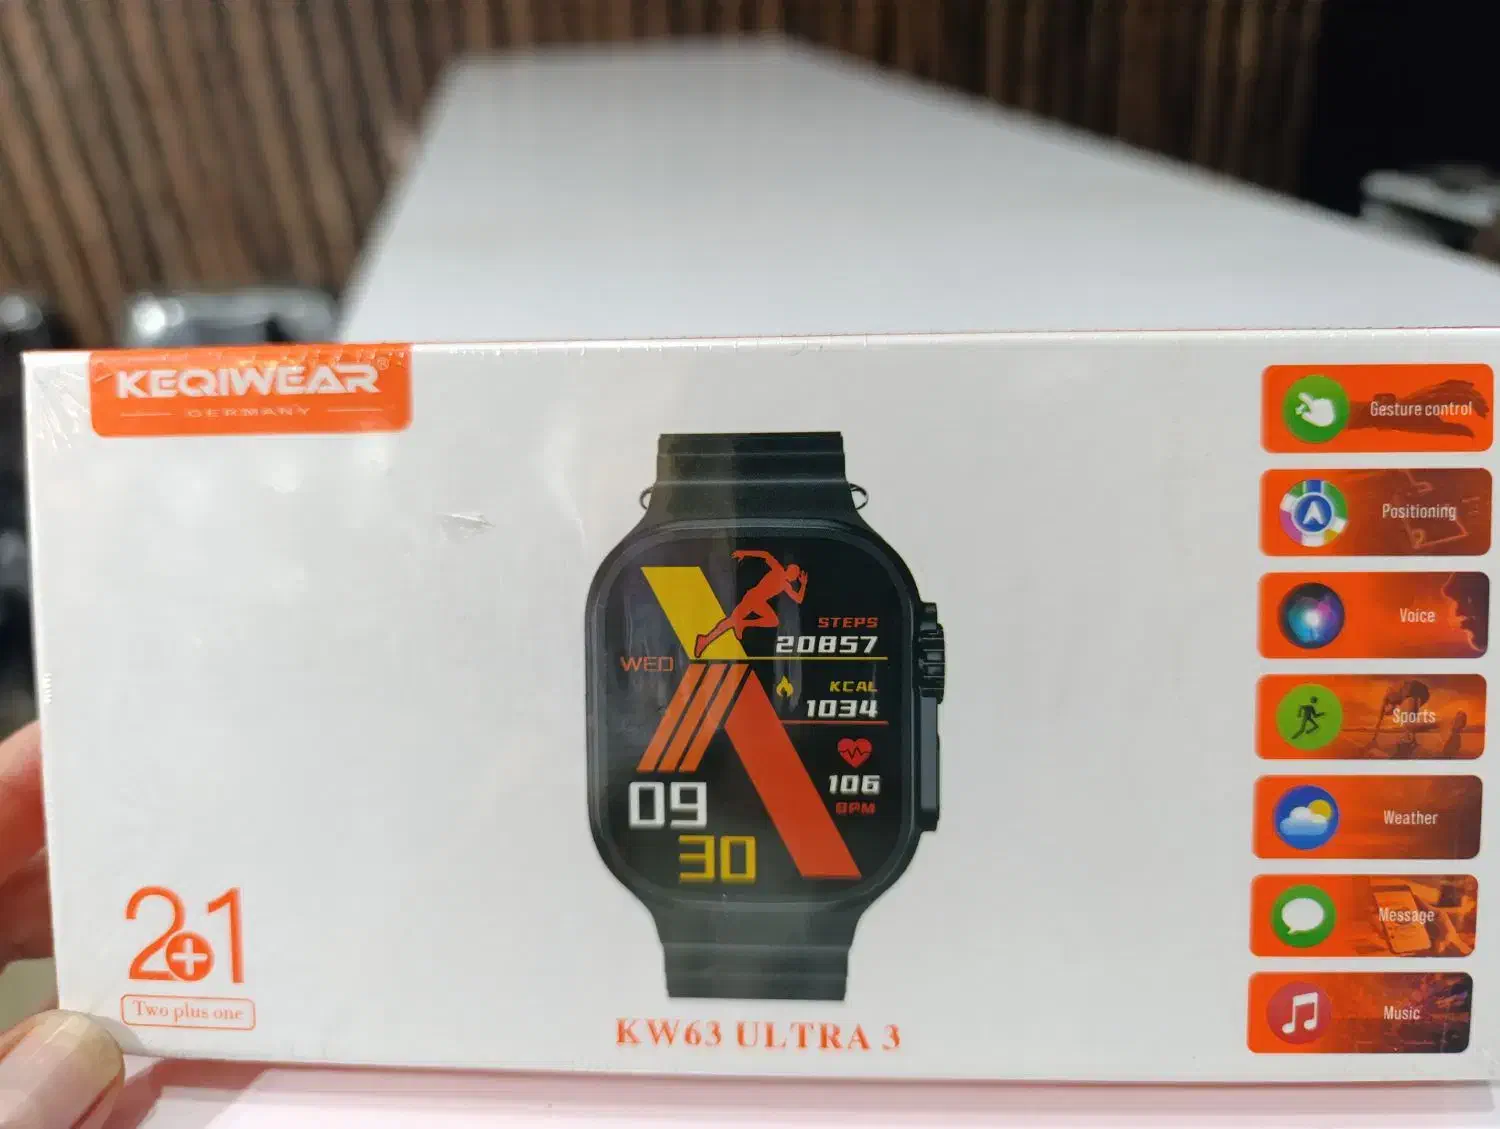 KEQIWEAR®
GERMANY
STEPS
20857
WED
KCAL
1034
106
BPM
09
30
2+1
Two plus one
KW63 ULTRA 3
Gesture control
Positioning
Voice
Sports
Weather
Message
Music